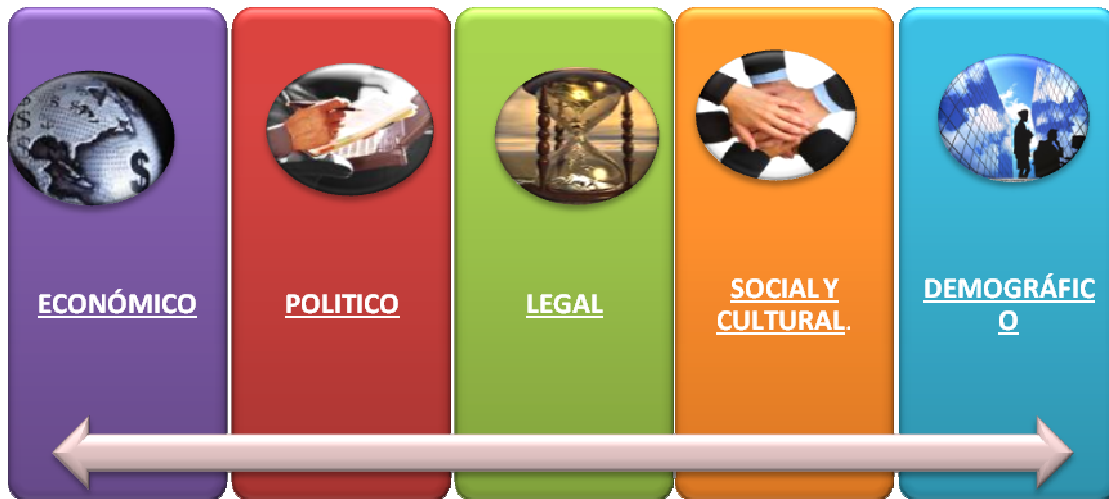 ECONÓMICO
POLITICO
LEGAL
SOCIAL Y
CULTURAL.
DEMOGRÁFIC
O